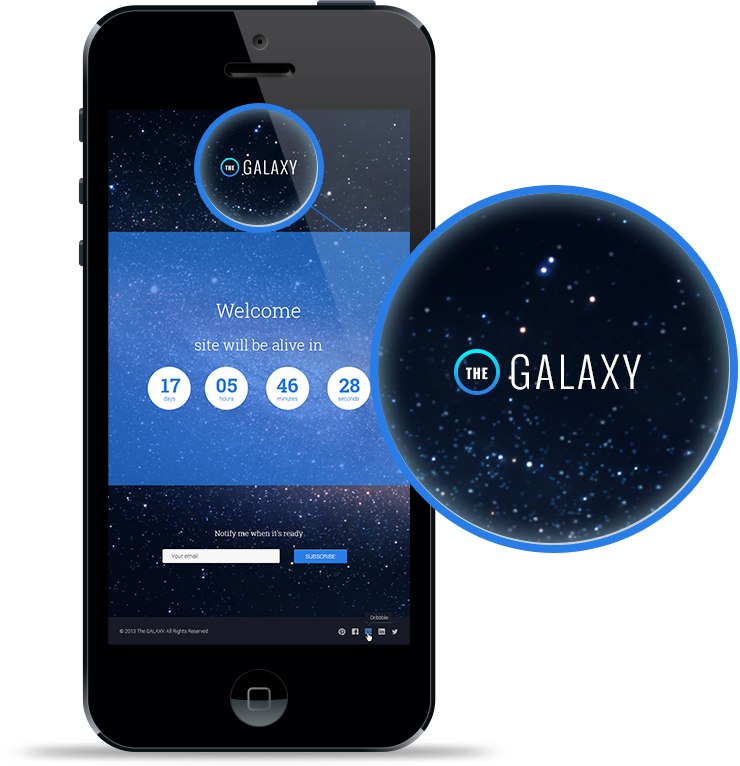 THE GALAXY
Welcome
site will be alive in
17 05 46 28
days hours minutes seconds
THE GALAXY
Notify me when it's ready
Your email SUBSCRIBE
Dribbble
© 2013 The GALAXY. All Rights Reserved